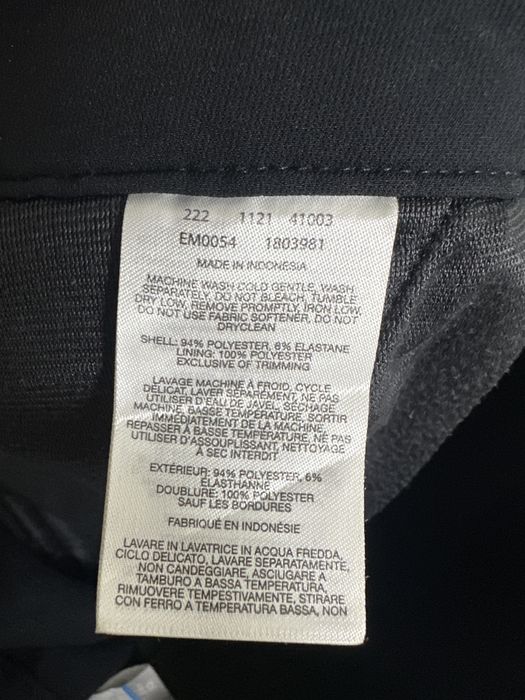 222 1121 41003
EM0054 1803981
MADE IN INDONESIA
MACHINE WASH COLD GENTLE, WASH
SEPARATELY, DO NOT BLEACH, TUMBLE
DRY LOW, REMOVE PROMPTLY, IRON LOW,
DO NOT USE FABRIC SOFTENER, DO NOT
DRYCLEAN
SHELL: 94% POLYESTER, 6% ELASTANE
LINING: 100% POLYESTER
EXCLUSIVE OF TRIMMING
LAVAGE MACHINE À FROID, CYCLE
DÉLICAT, LAVER SÉPARÉMENT, NE PAS
UTILISER D'EAU DE JAVEL, SÉCHAGE
MACHINE, BASSE TEMPÉRATURE, SORTIR
IMMÉDIATEMENT DE LA MACHINE,
REPASSER À BASSE TEMPÉRATURE, NE PAS
UTILISER D'ASSOUPLISSANT, NETTOYAGE
À SEC INTERDIT
EXTÉRIEUR: 94% POLYESTER, 6%
ÉLASTHANNE
DOUBLURE: 100% POLYESTER
SAUF LES BORDURES
FABRIQUÉ EN INDONÉSIE
LAVARE IN LAVATRICE IN ACQUA FREDDA,
CICLO DELICATO, LAVARE SEPARATAMENTE,
NON CANDEGGIARE, ASCIUGARE A
TAMBURO A BASSA TEMPERATURA,
RIMUOVERE TEMPESTIVAMENTE, STIRARE
CON FERRO A TEMPERATURA BASSA, NON